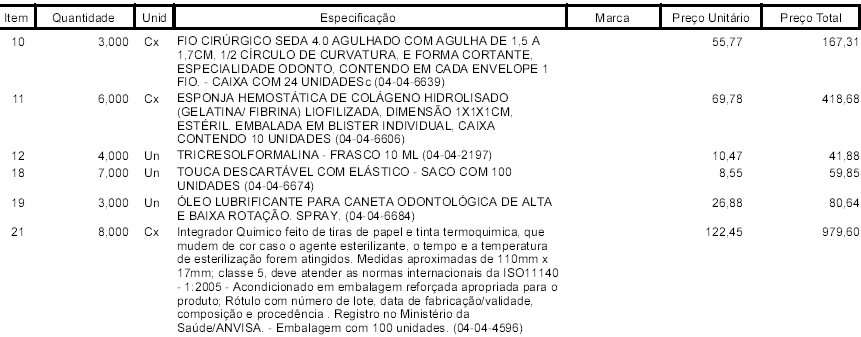 Item Quantidade Unid Especificação Marca Preço Unitário Preço Total
10 3,000 Cx FIO CIRÚRGICO SEDA 4.0 AGULHADO COM AGULHA DE 1,5 A 55,77 167,31
1,7CM, 1/2 CÍRCULO DE CURVATURA, E FORMA CORTANTE,
ESPECIALIDADE ODONTO, CONTENDO EM CADA ENVELOPE 1
FIO. - CAIXA COM 24 UNIDADESc (04-04-6639)
11 6,000 Cx ESPONJA HEMOSTÁTICA DE COLÁGENO HIDROLISADO 69,78 418,68
(GELATINA/ FIBRINA) LIOFILIZADA, DIMENSÃO 1X1X1CM,
ESTÉRIL. EMBALADA EM BLISTER INDIVIDUAL, CAIXA
CONTENDO 10 UNIDADES (04-04-6606)
12 4,000 Un TRICRESOLFORMALINA - FRASCO 10 ML (04-04-2197) 10,47 41,88
18 7,000 Un TOUCA DESCARTÁVEL COM ELÁSTICO - SACO COM 100 8,55 59,85
UNIDADES (04-04-6674)
19 3,000 Un ÓLEO LUBRIFICANTE PARA CANETA ODONTOLÓGICA DE ALTA 26,88 80,64
E BAIXA ROTAÇÃO. SPRAY. (04-04-6684)
21 8,000 Cx Integrador Quimico feito de tiras de papel e tinta termoquimica, que 122,45 979,60
mudem de cor caso o agente esterilizante, o tempo e a temperatura
de esterilização forem atingidos. Medidas aproximadas de 110mm x
17mm; classe 5, deve atender as normas internacionais da ISO11140
- 1:2005 - Acondicionado em embalagem reforçada apropriada para o
produto; Rótulo com número de lote, data de fabricação/validade,
composição e procedência . Registro no Ministério da
Saúde/ANVISA. - Embalagem com 100 unidades. (04-04-4596)